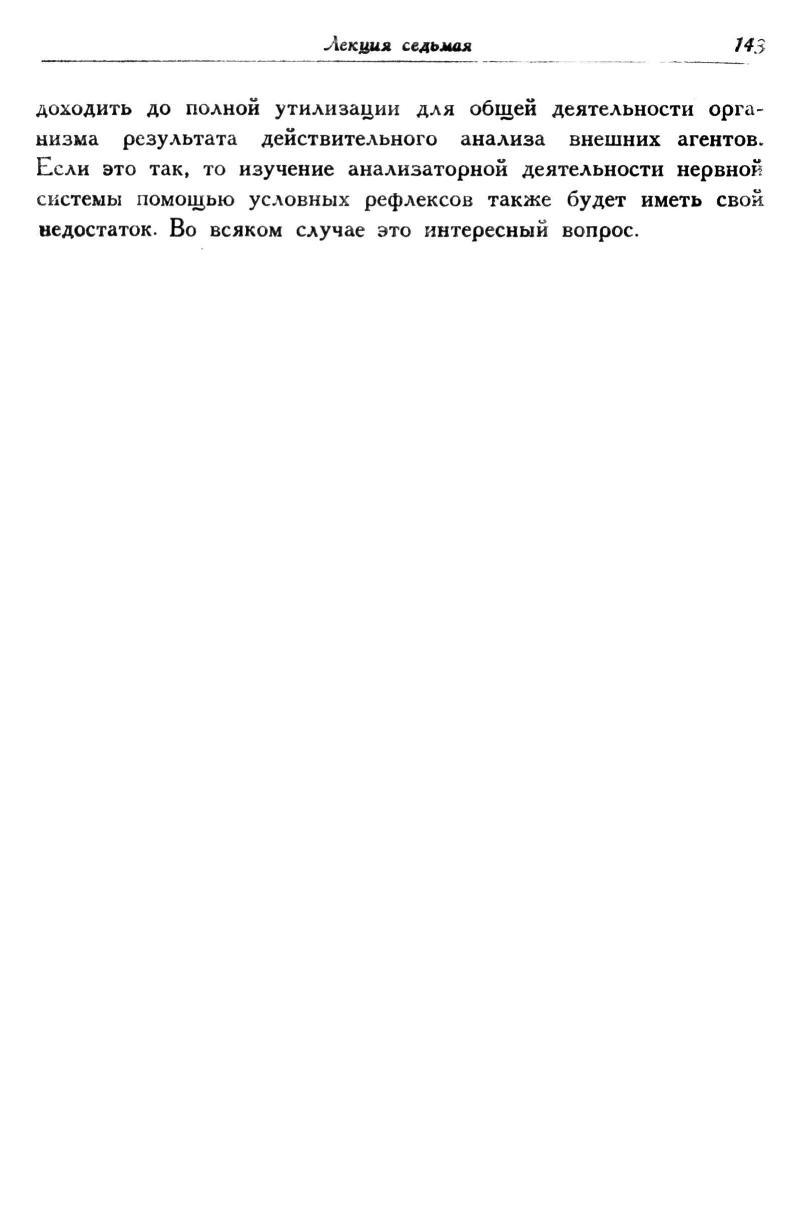 Лекция седьмая 143
доходить до полной утилизации для общей деятельности орга-
низма результата действительного анализа внешних агентов.
Если это так, то изучение анализаторной деятельности нервной
системы помощью условных рефлексов также будет иметь свой
недостаток. Во всяком случае это интересный вопрос.